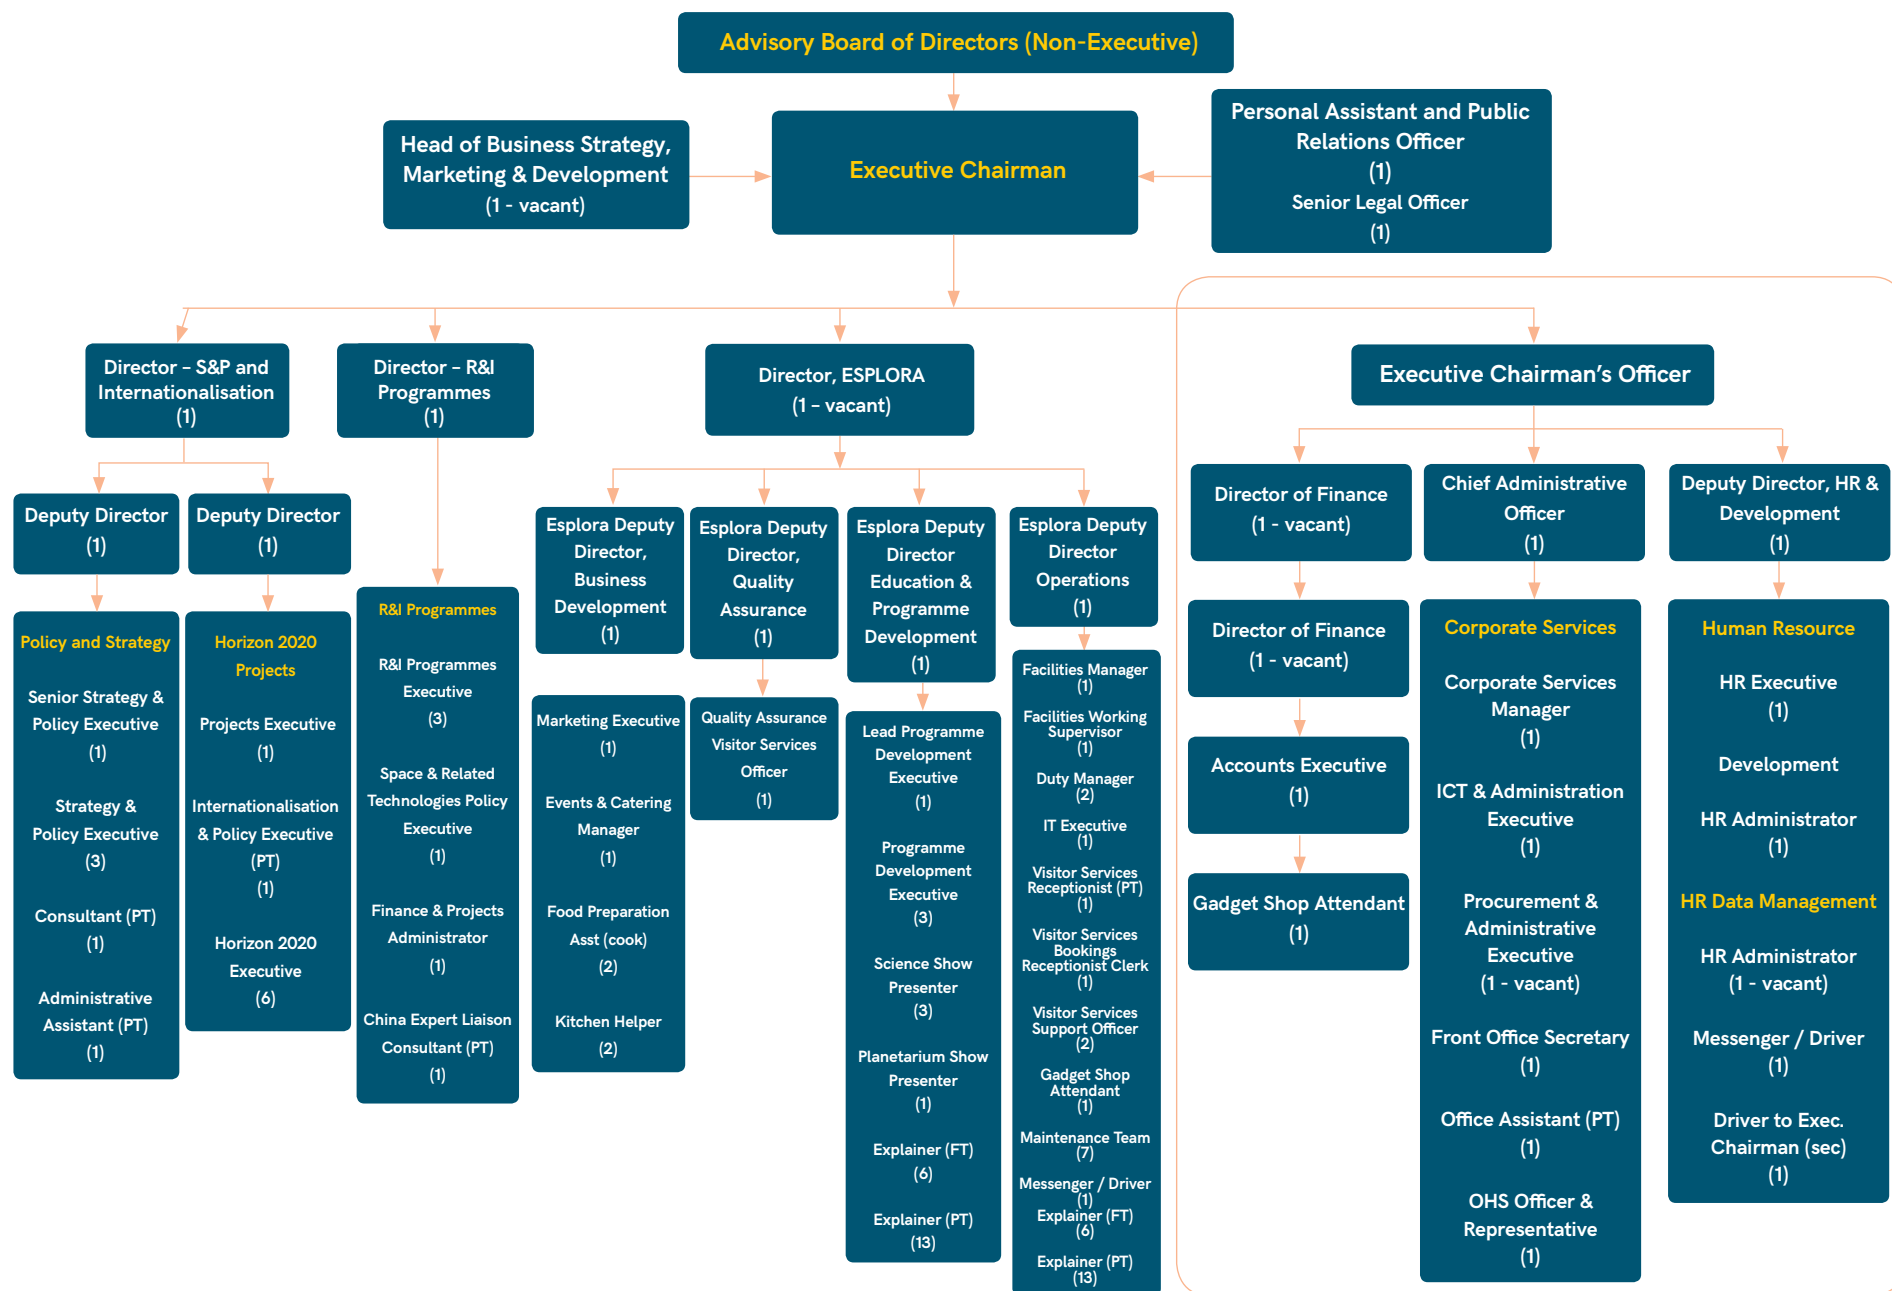 Advisory Board of Directors (Non-Executive)
Head of Business Strategy,
Marketing & Development
(1 - vacant)
Executive Chairman
Personal Assistant and Public
Relations Officer
(1)
Senior Legal Officer
(1)
Director – S&P and
Internationalisation
(1)
Director – R&I
Programmes
(1)
Director, ESPLORA
(1 – vacant)
Executive Chairman's Officer
Deputy Director
(1)
Deputy Director
(1)
Policy and Strategy
Senior Strategy &
Policy Executive
(1)
Strategy &
Policy Executive
(3)
Consultant (PT)
(1)
Administrative
Assistant (PT)
(1)
Horizon 2020
Projects
Projects Executive
(1)
Internationalisation
& Policy Executive
(PT)
(1)
Horizon 2020
Executive
(6)
R&I Programmes
R&I Programmes
Executive
(3)
Space & Related
Technologies Policy
Executive
(1)
Finance & Projects
Administrator
(1)
China Expert Liaison
Consultant (PT)
(1)
Esplora Deputy
Director,
Business
Development
(1)
Marketing Executive
(1)
Events & Catering
Manager
(1)
Food Preparation
Asst (cook)
(2)
Kitchen Helper
(2)
Esplora Deputy
Director,
Quality
Assurance
(1)
Quality Assurance
Visitor Services
Officer
(1)
Esplora Deputy
Director
Education &
Programme
Development
(1)
Lead Programme
Development
Executive
(1)
Programme
Development
Executive
(3)
Science Show
Presenter
(3)
Planetarium Show
Presenter
(1)
Explainer (FT)
(6)
Explainer (PT)
(13)
Esplora Deputy
Director
Operations
(1)
Facilities Manager
(1)
Facilities Working
Supervisor
(1)
Duty Manager
(2)
IT Executive
(1)
Visitor Services
Receptionist (PT)
(1)
Visitor Services
Bookings
Receptionist Clerk
(1)
Visitor Services
Support Officer
(2)
Gadget Shop
Attendant
(1)
Maintenance Team
(7)
Messenger / Driver
(1)
Explainer (FT)
(6)
Explainer (PT)
(13)
Director of Finance
(1 - vacant)
Director of Finance
(1 - vacant)
Accounts Executive
(1)
Gadget Shop Attendant
(1)
Chief Administrative
Officer
(1)
Corporate Services
Corporate Services
Manager
(1)
ICT & Administration
Executive
(1)
Procurement &
Administrative
Executive
(1 - vacant)
Front Office Secretary
(1)
Office Assistant (PT)
(1)
OHS Officer &
Representative
(1)
Deputy Director, HR &
Development
(1)
Human Resource
HR Executive
(1)
Development
HR Administrator
(1)
HR Data Management
HR Administrator
(1 - vacant)
Messenger / Driver
(1)
Driver to Exec.
Chairman (sec)
(1)